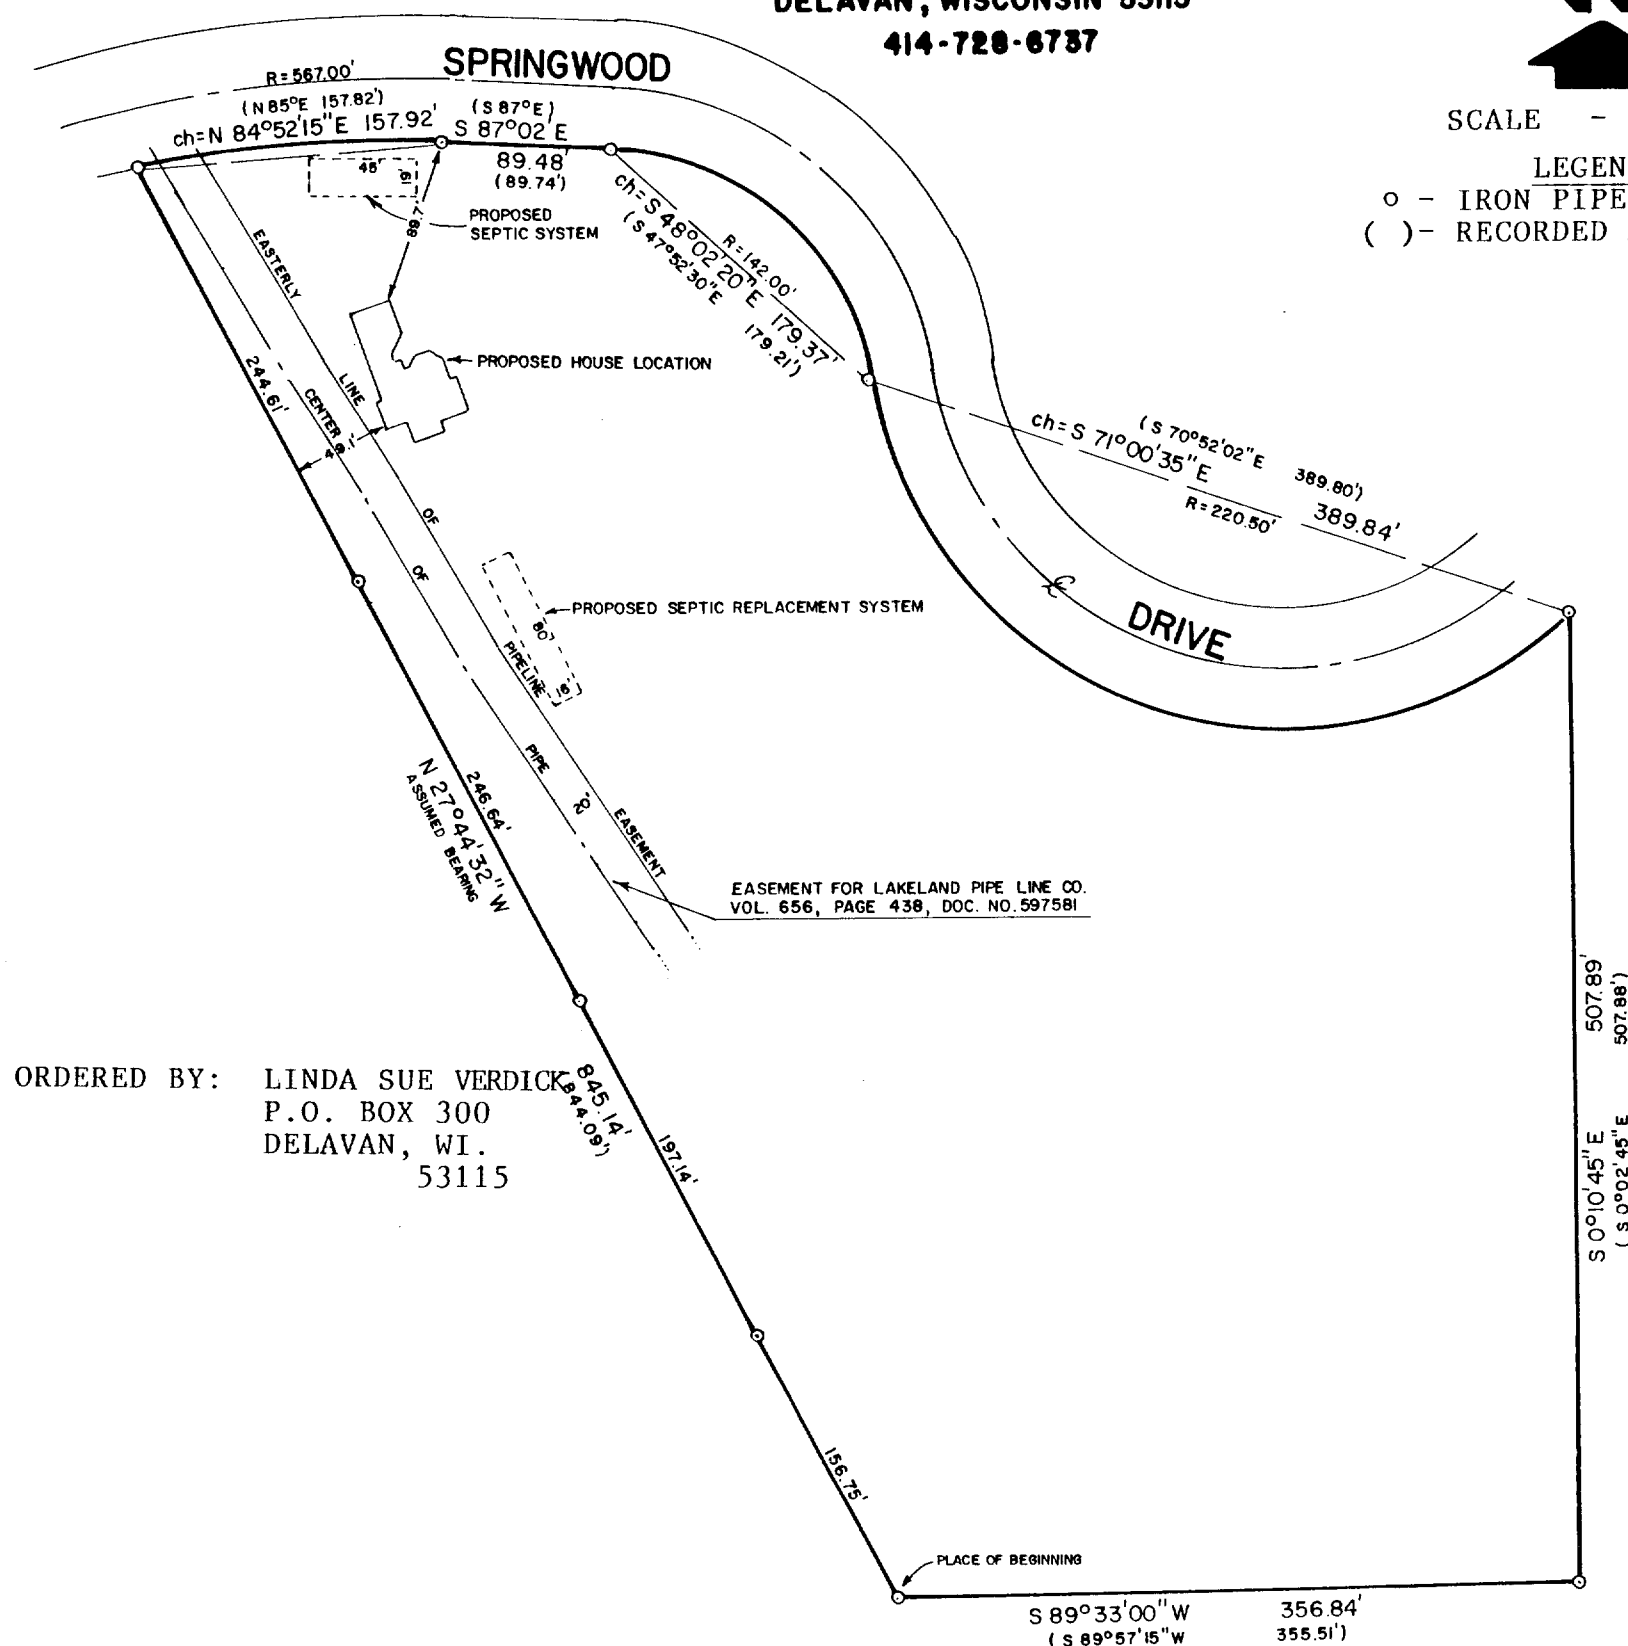 DELAVAN, WISCONSIN 53115
414-728-6737
SPRINGWOOD
R=567.00'
(N85°E 157.82')
ch=N 84°52'15"E 157.92'
(S 87°E)
S 87°02'E
89.48'
(89.74')
SCALE -
LEGEN
o - IRON PIPE
( )- RECORDED
45'
19'
PROPOSED
SEPTIC SYSTEM
89.7'
R=142.00'
ch=S 48°02'20"E 179.37'
(S 47°52'30"E 179.21')
EASTERLY LINE OF PIPELINE EASEMENT
PROPOSED HOUSE LOCATION
244.61'
CENTER OF PIPE
(S 70°52'02"E 389.80')
ch=S 71°00'35"E 389.84'
R=220.50'
DRIVE
PROPOSED SEPTIC REPLACEMENT SYSTEM
80'
16'
20'
N 27°44'32"W
ASSUMED BEARING
246.64'
EASEMENT FOR LAKELAND PIPE LINE CO.
VOL. 656, PAGE 438, DOC. NO. 597581
S 0°10'45"E 507.89'
(S 0°02'45"E 507.88')
ORDERED BY: LINDA SUE VERDICK
P.O. BOX 300
DELAVAN, WI.
53115
845.14'
(844.09')
197.14'
156.75'
PLACE OF BEGINNING
S 89°33'00"W 356.84'
(S 89°57'15"W 355.51')